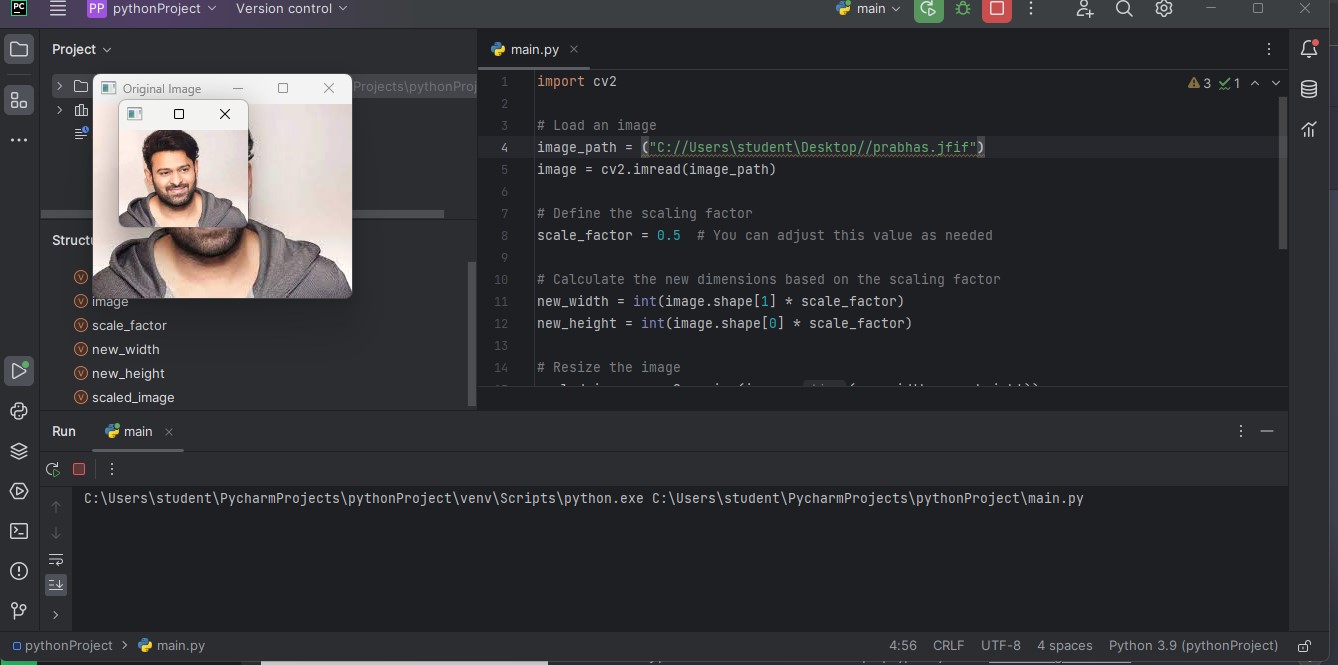 PC
PP pythonProject
Version control
main
Project
main.py
Original Image
Projects\pythonProj
3 1
1 import cv2
2
3 # Load an image
4 image_path = ("C://Users\student\Desktop//prabhas.jfif")
5 image = cv2.imread(image_path)
6
7 # Define the scaling factor
8 scale_factor = 0.5 # You can adjust this value as needed
9
10 # Calculate the new dimensions based on the scaling factor
11 new_width = int(image.shape[1] * scale_factor)
12 new_height = int(image.shape[0] * scale_factor)
13
14 # Resize the image
Structu
image
scale_factor
new_width
new_height
scaled_image
Run
main
C:\Users\student\PycharmProjects\pythonProject\venv\Scripts\python.exe C:\Users\student\PycharmProjects\pythonProject\main.py
pythonProject > main.py
4:56 CRLF UTF-8 4 spaces Python 3.9 (pythonProject)